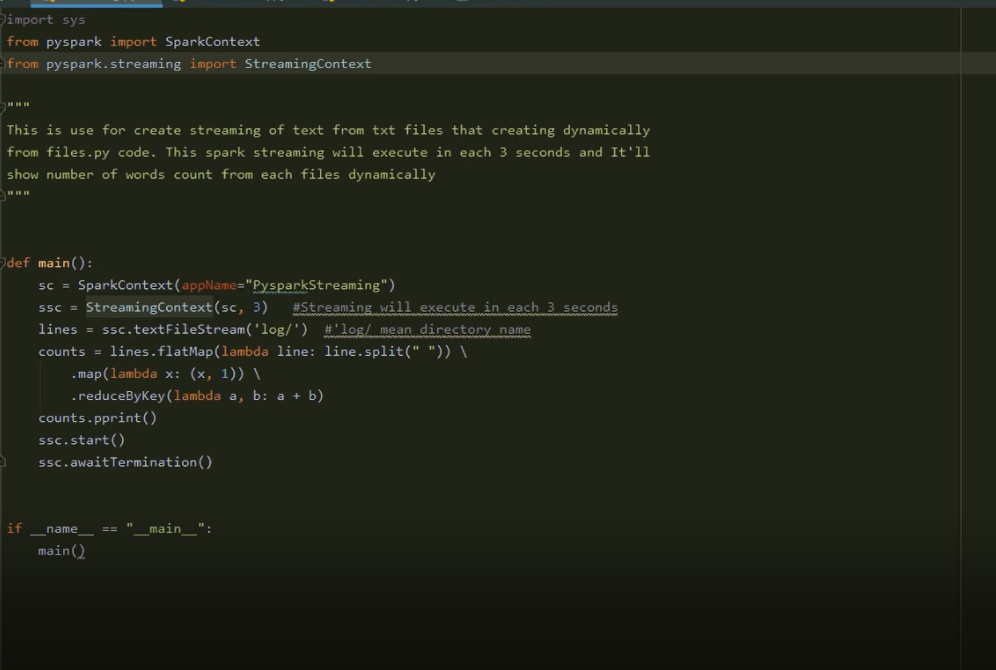 import sys
from pyspark import SparkContext
from pyspark.streaming import StreamingContext
"""
This is use for create streaming of text from txt files that creating dynamically
from files.py code. This spark streaming will execute in each 3 seconds and It'll
show number of words count from each files dynamically
"""
def main():
    sc = SparkContext(appName="PysparkStreaming")
    ssc = StreamingContext(sc, 3)   #Streaming will execute in each 3 seconds
    lines = ssc.textFileStream('log/')  #'log/ mean directory name
    counts = lines.flatMap(lambda line: line.split(" ")) \
        .map(lambda x: (x, 1)) \
        .reduceByKey(lambda a, b: a + b)
    counts.pprint()
    ssc.start()
    ssc.awaitTermination()
if __name__ == "__main__":
    main()